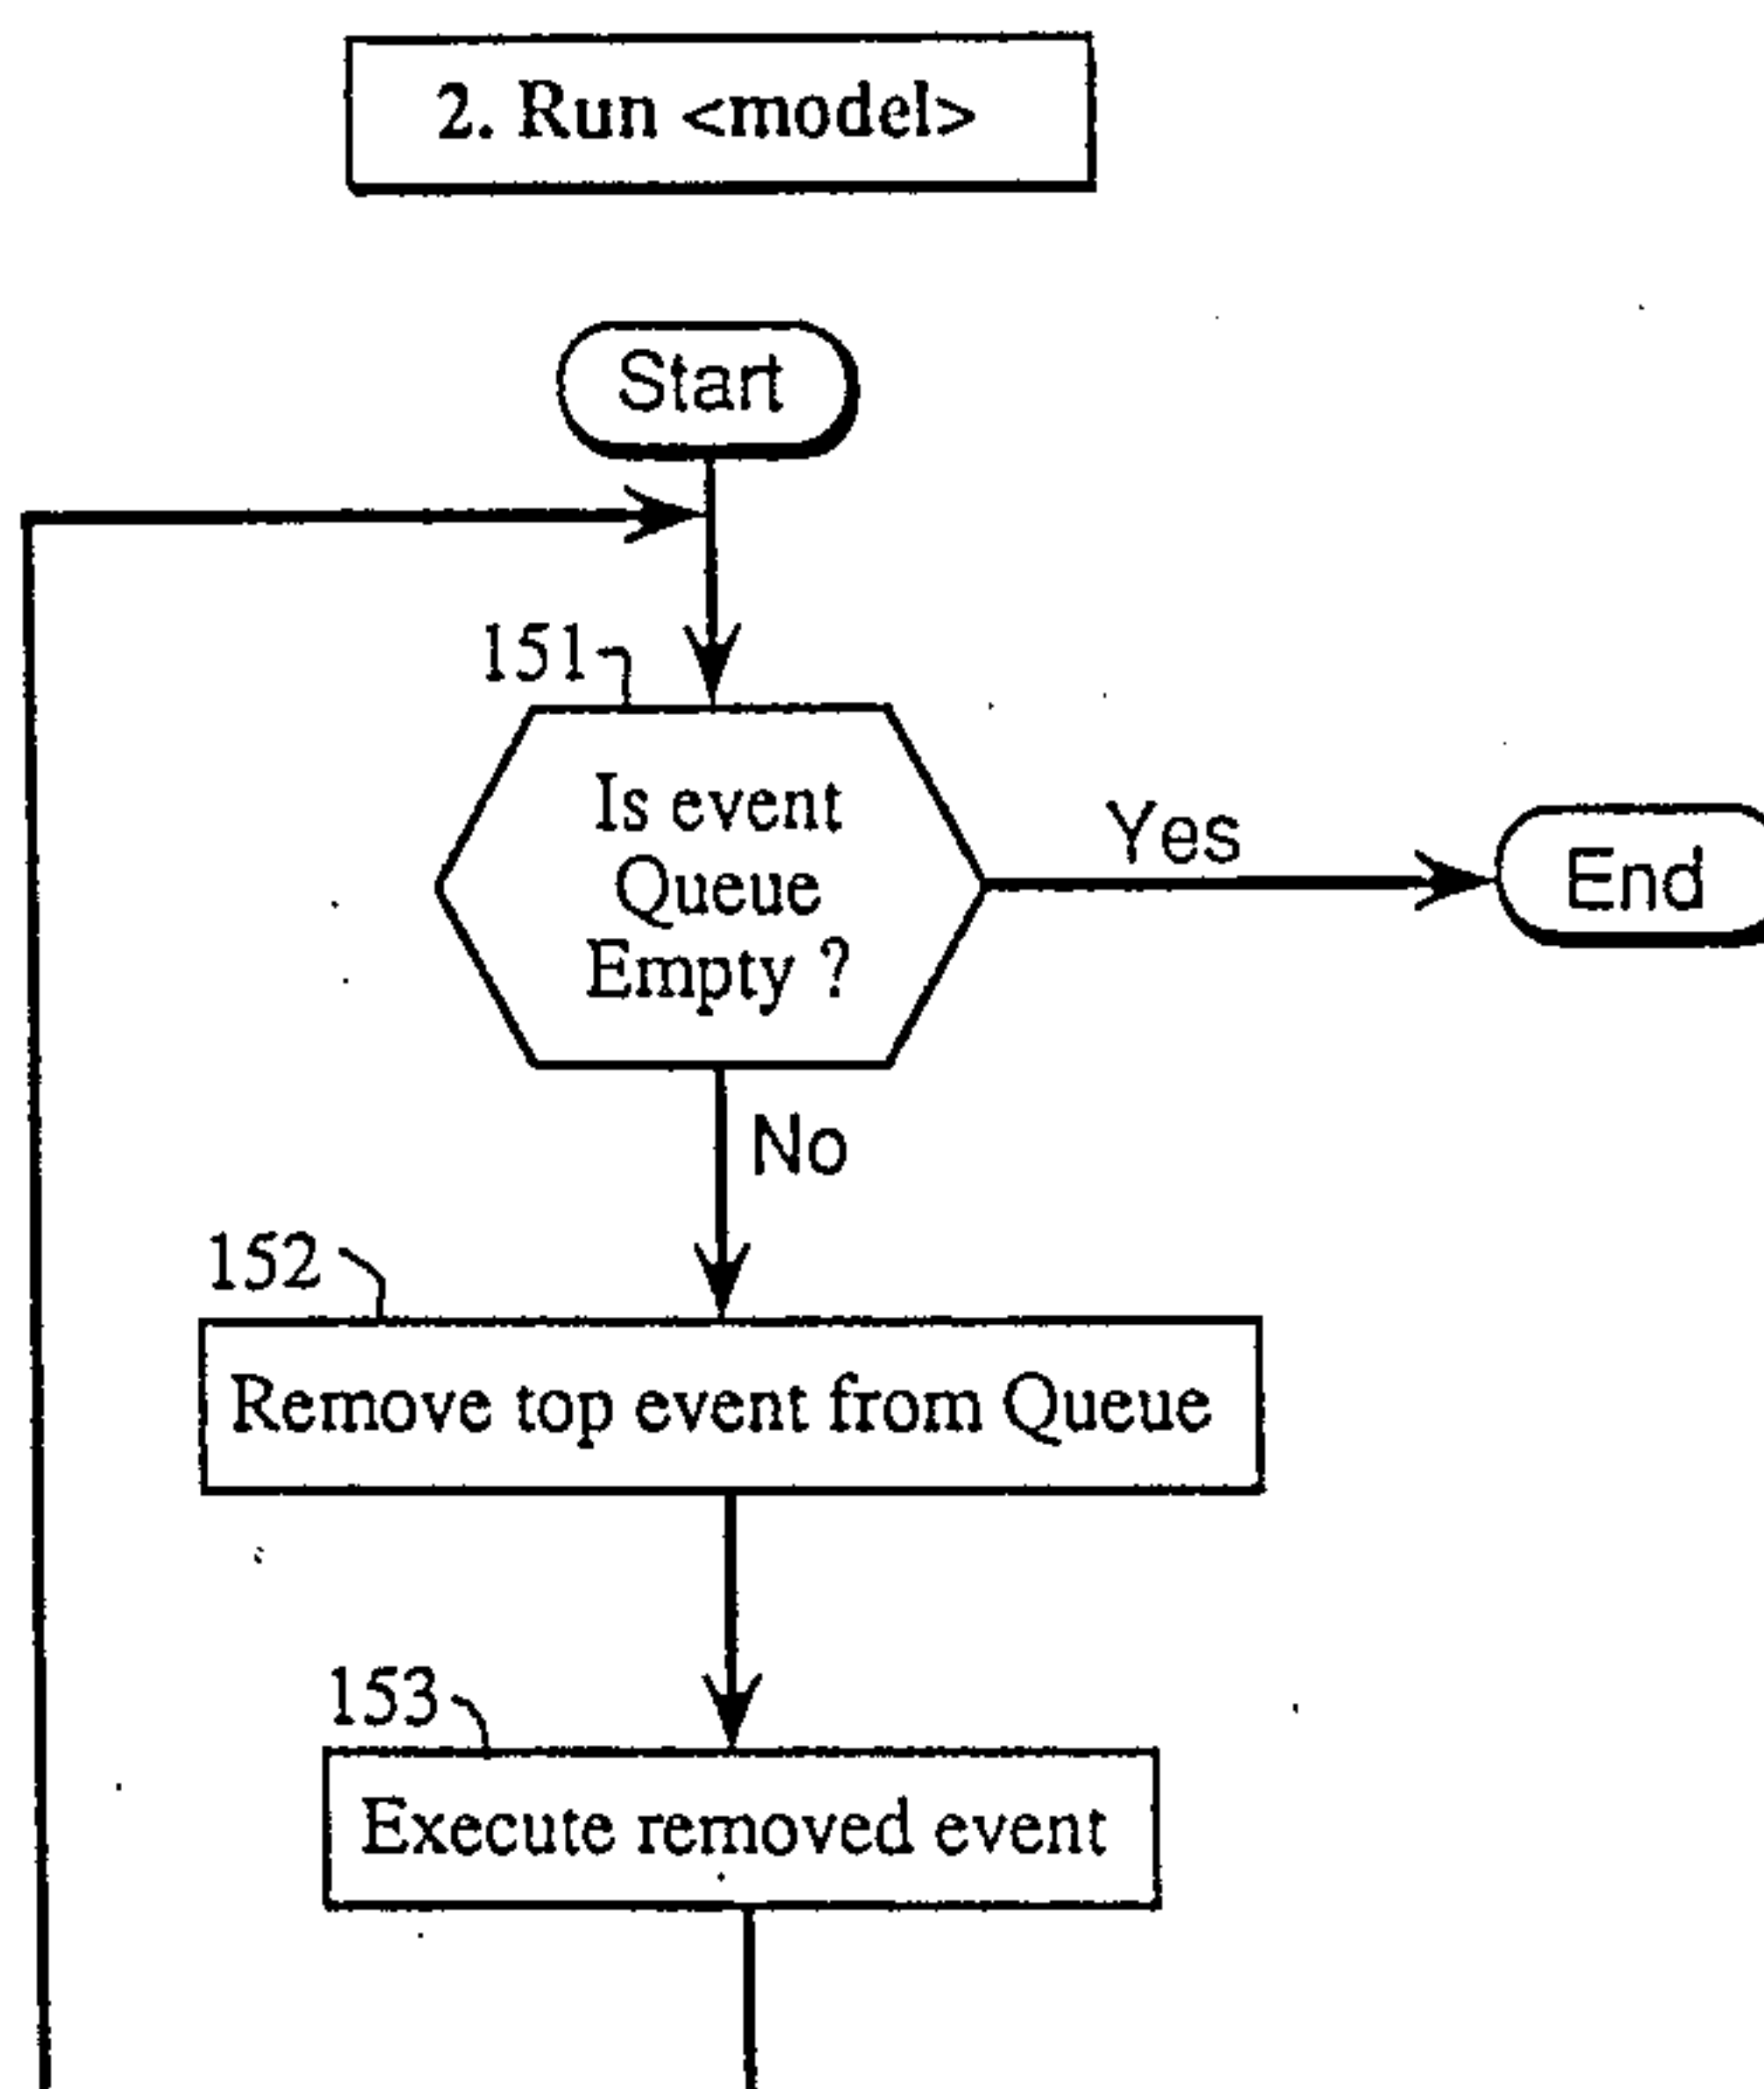 2. Run <model>
Start
151
Is event
Queue
Empty ?
Yes
End
No
152
Remove top event from Queue
153
Execute removed event